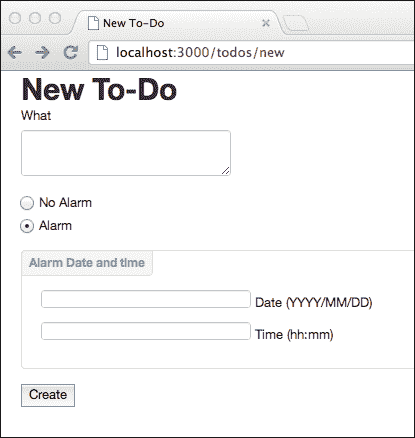 New To-Do
localhost:3000/todos/new
New To-Do
What
No Alarm
Alarm
Alarm Date and time
Date (YYYY/MM/DD)
Time (hh:mm)
Create